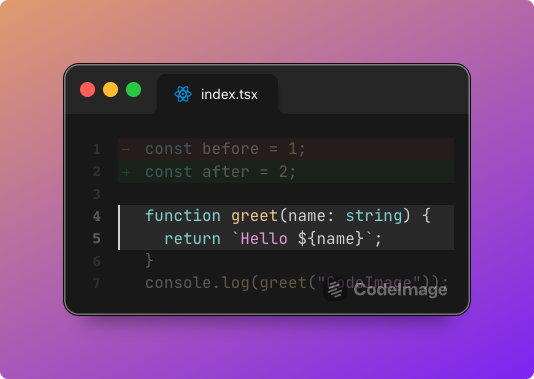 index.tsx
1 - const before = 1;
2 + const after = 2;
3
4 function greet(name: string) {
5 return `Hello ${name}`;
6 }
7 console.log(greet("CodeImage"));
CodeImage